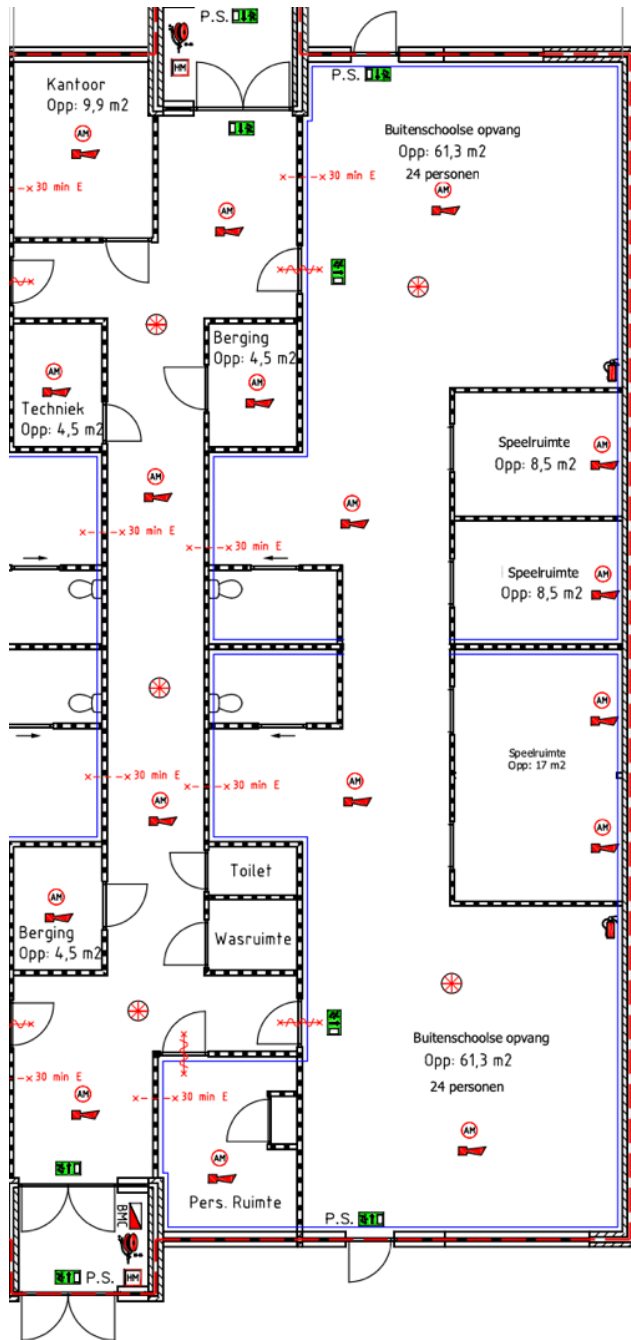 P.S.
HM
P.S.
Kantoor
Opp: 9,9 m2
AM
30 min E
Buitenschoolse opvang
Opp: 61,3 m2
24 personen
30 min E
AM
AM
Berging
Opp: 4,5 m2
AM
AM
Techniek
Opp: 4,5 m2
Speelruimte
Opp: 8,5 m2
AM
AM
AM
30 min E
30 min E
Speelruimte
Opp: 8,5 m2
AM
AM
Speelruimte
Opp: 17 m2
30 min E
30 min E
AM
AM
AM
Toilet
AM
Berging
Opp: 4,5 m2
Wasruimte
Buitenschoolse opvang
Opp: 61,3 m2
24 personen
30 min E
30 min E
AM
AM
AM
Pers. Ruimte
BMC
P.S.
P.S.
HM